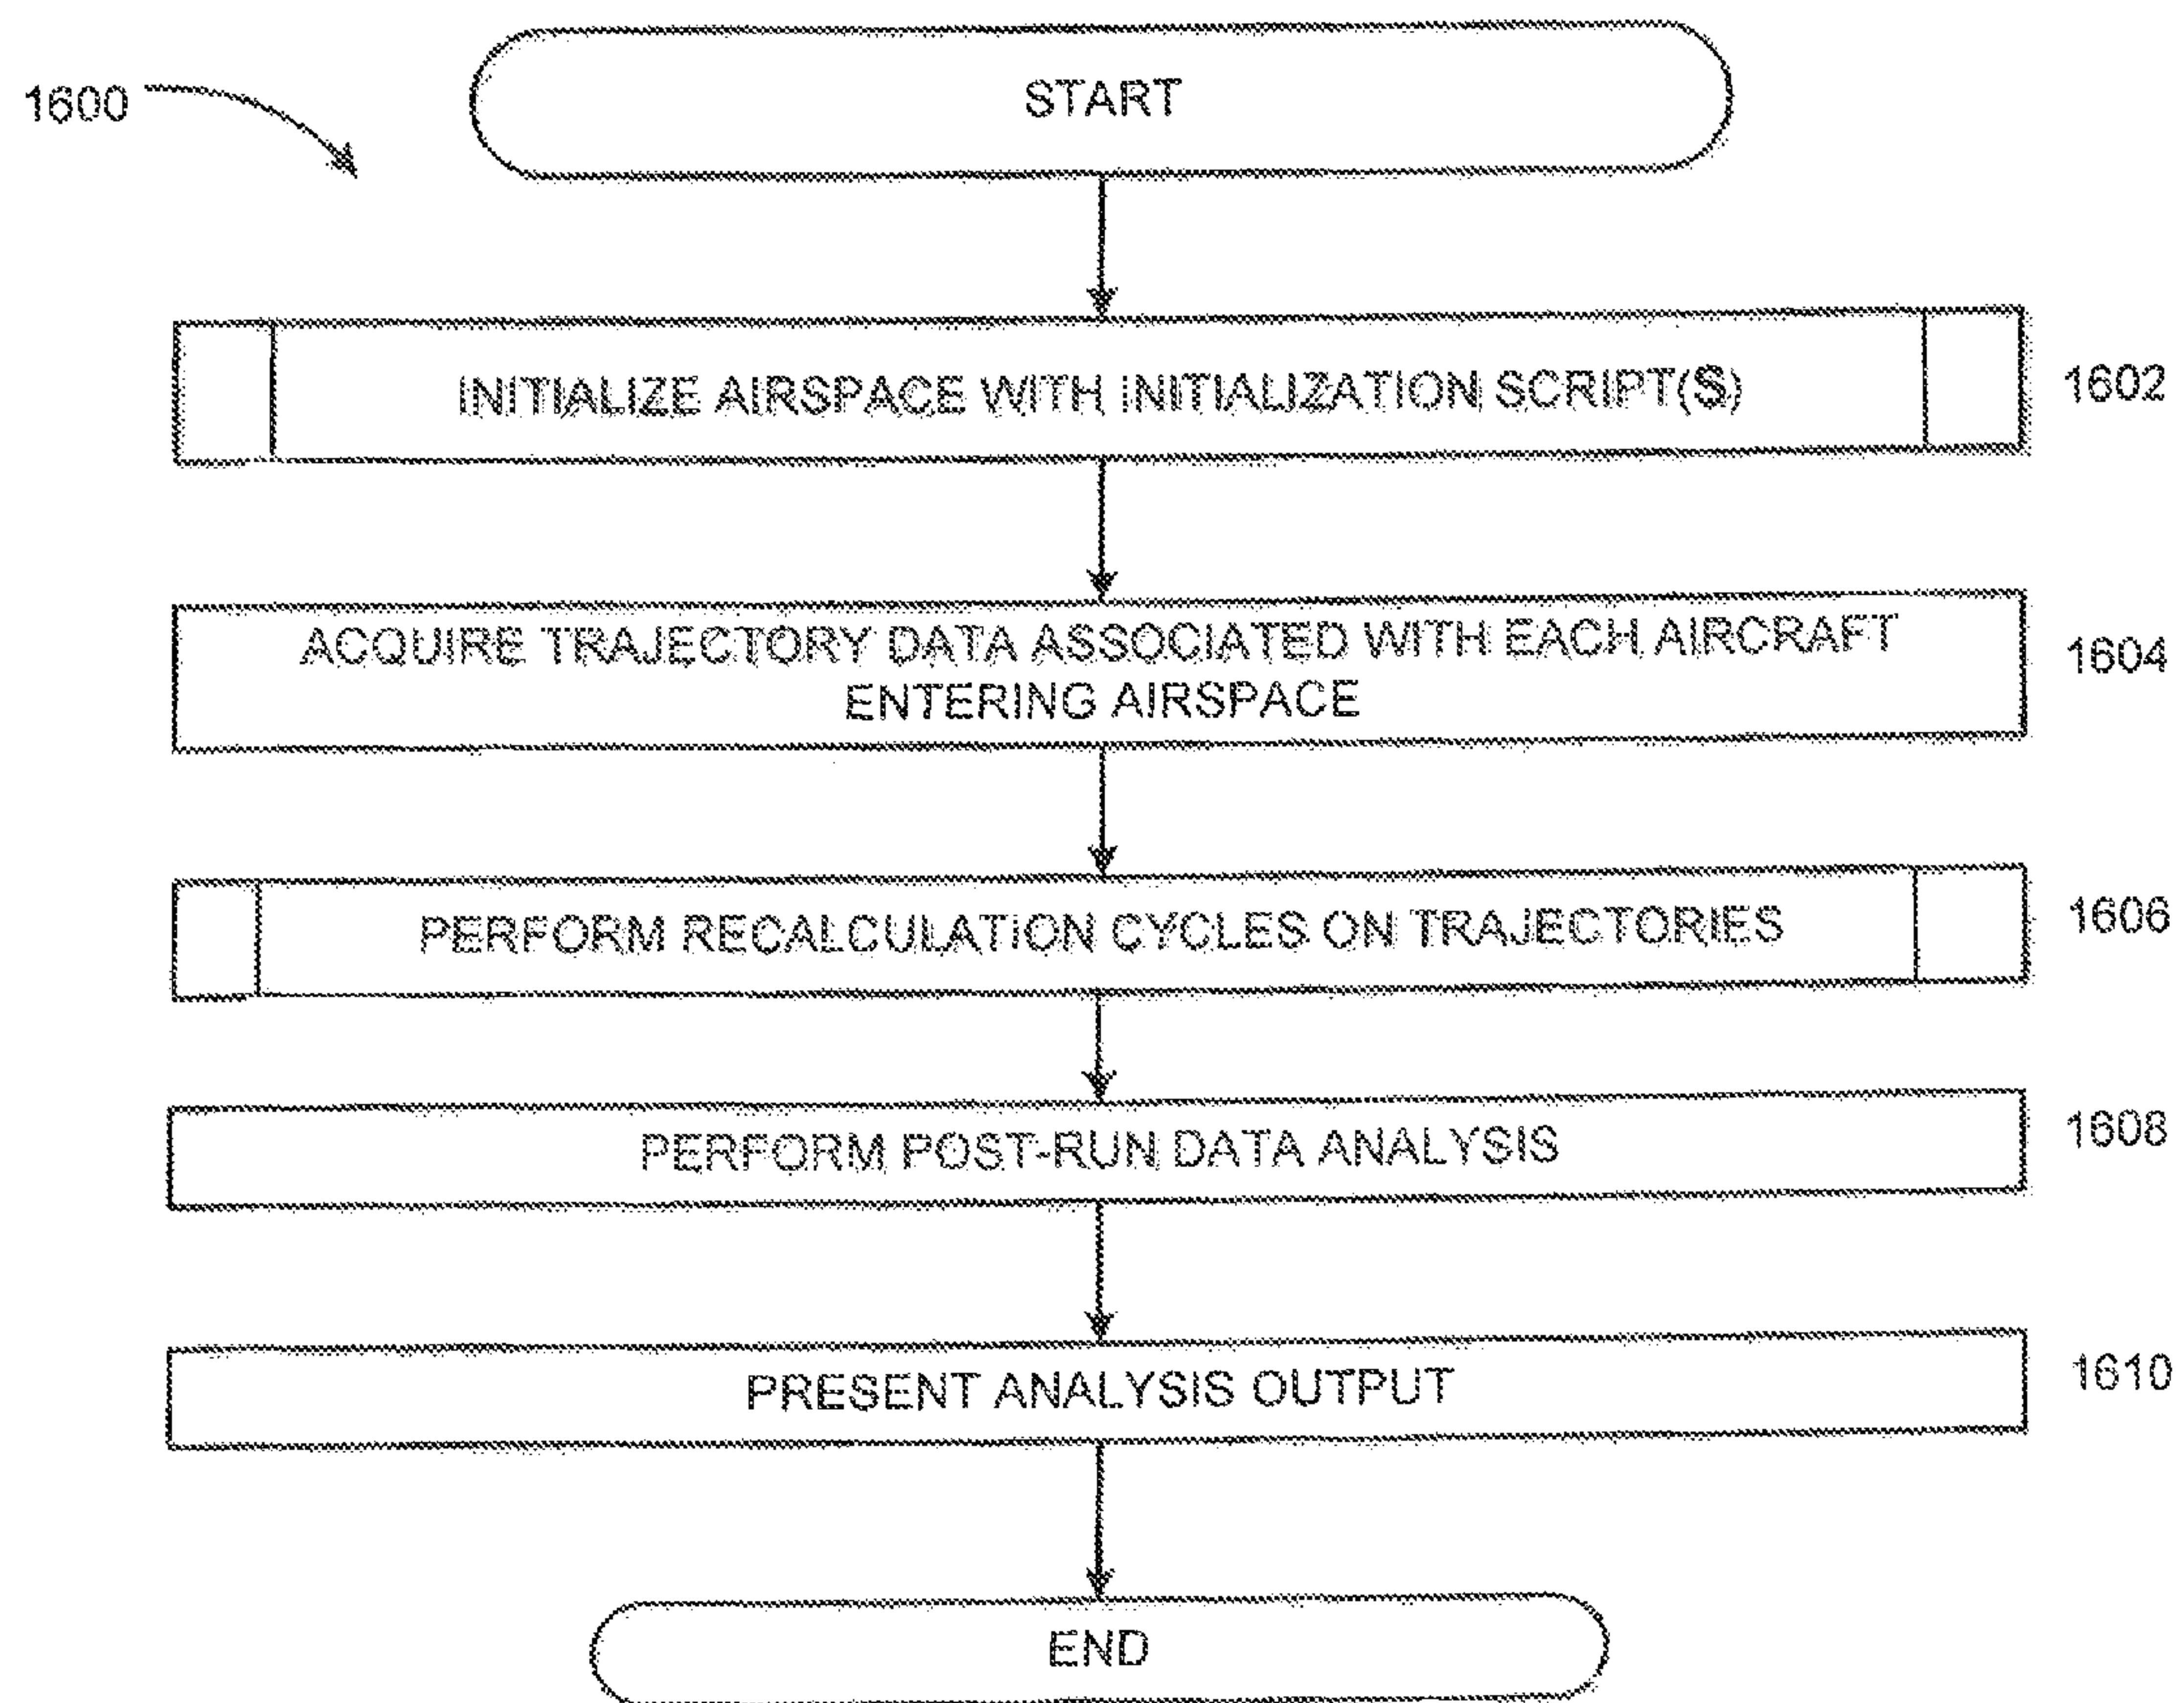 START
1600
INITIALIZE AIRSPACE WITH INITIALIZATION SCRIPT(S)
1602
ACQUIRE TRAJECTORY DATA ASSOCIATED WITH EACH AIRCRAFT
ENTERING AIRSPACE
1604
PERFORM RECALCULATION CYCLES ON TRAJECTORIES
1606
PERFORM POST-RUN DATA ANALYSIS
1608
PRESENT ANALYSIS OUTPUT
1610
END